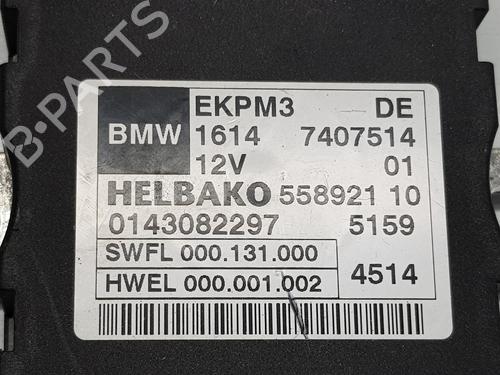 B-PARTS
EKPM3 DE
BMW 1614 7407514
12V 01
HELBAKO 558921 10
0143082297 5159
SWFL 000.131.000
HWEL 000.001.002 4514